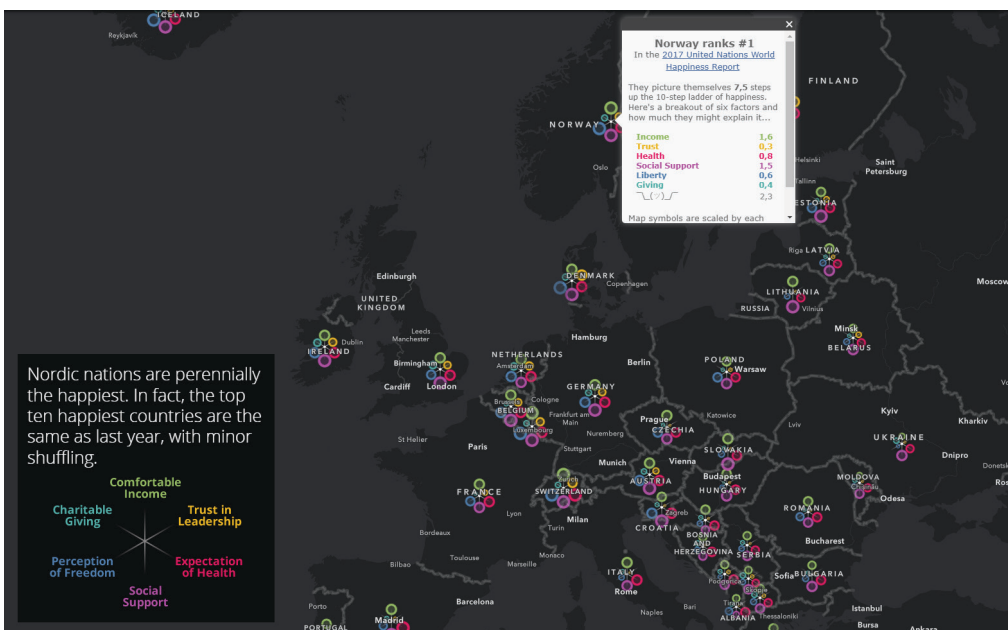 ICELAND
Reykjavík
×
Norway ranks #1
In the 2017 United Nations World
Happiness Report
They picture themselves 7,5 steps
up the 10-step ladder of happiness.
Here's a breakout of six factors and
how much they might explain it...
Income 1,6
Trust 0,3
Health 0,8
Social Support 1,5
Liberty 0,6
Giving 0,4
¯\_(ツ)_/¯ 2,3
Map symbols are scaled by each
FINLAND
NORWAY
Oslo
Helsinki
Saint
Petersburg
Tallinn
ESTONIA
Riga LATVIA
Moscow
Edinburgh
DENMARK
Copenhagen
LITHUANIA
Vilnius
UNITED
KINGDOM
RUSSIA
Minsk
BELARUS
Leeds
Manchester
Dublin
IRELAND
Hamburg
Birmingham
NETHERLANDS
Amsterdam
Berlin
POLAND
Warsaw
Cardiff
London
GERMANY
Brussels
BELGIUM
Cologne
Kyiv
Kharkiv
Frankfurt am
Main
Prague
CZECHIA
Katowice
Lviv
UKRAINE
Luxembourg
Nuremberg
St Helier
Paris
Stuttgart
SLOVAKIA
Dnipro
Munich
Vienna
Donetsk
AUSTRIA
Budapest
HUNGARY
MOLDOVA
Chisinau
Odesa
Ros
FRANCE
Zurich
SWITZERLAND
Lyon
Milan
Zagreb
CROATIA
ROMANIA
Turin
Bordeaux
BOSNIA
AND
HERZEGOVINA
Bucharest
SERBIA
Toulouse
Monaco
Bilbao
Marseille
ITALY
Rome
Podgorica
Sofia BULGARIA
Skopje
Porto
Barcelona
Tirana
Istanbul
Madrid
Naples
Bari
ALBANIA
Thessaloniki
Bursa
Ankara
PORTUGAL
Nordic nations are perennially
the happiest. In fact, the top
ten happiest countries are the
same as last year, with minor
shuffling.
Comfortable
Income
Charitable
Giving
Trust in
Leadership
Perception
of Freedom
Expectation
of Health
Social
Support